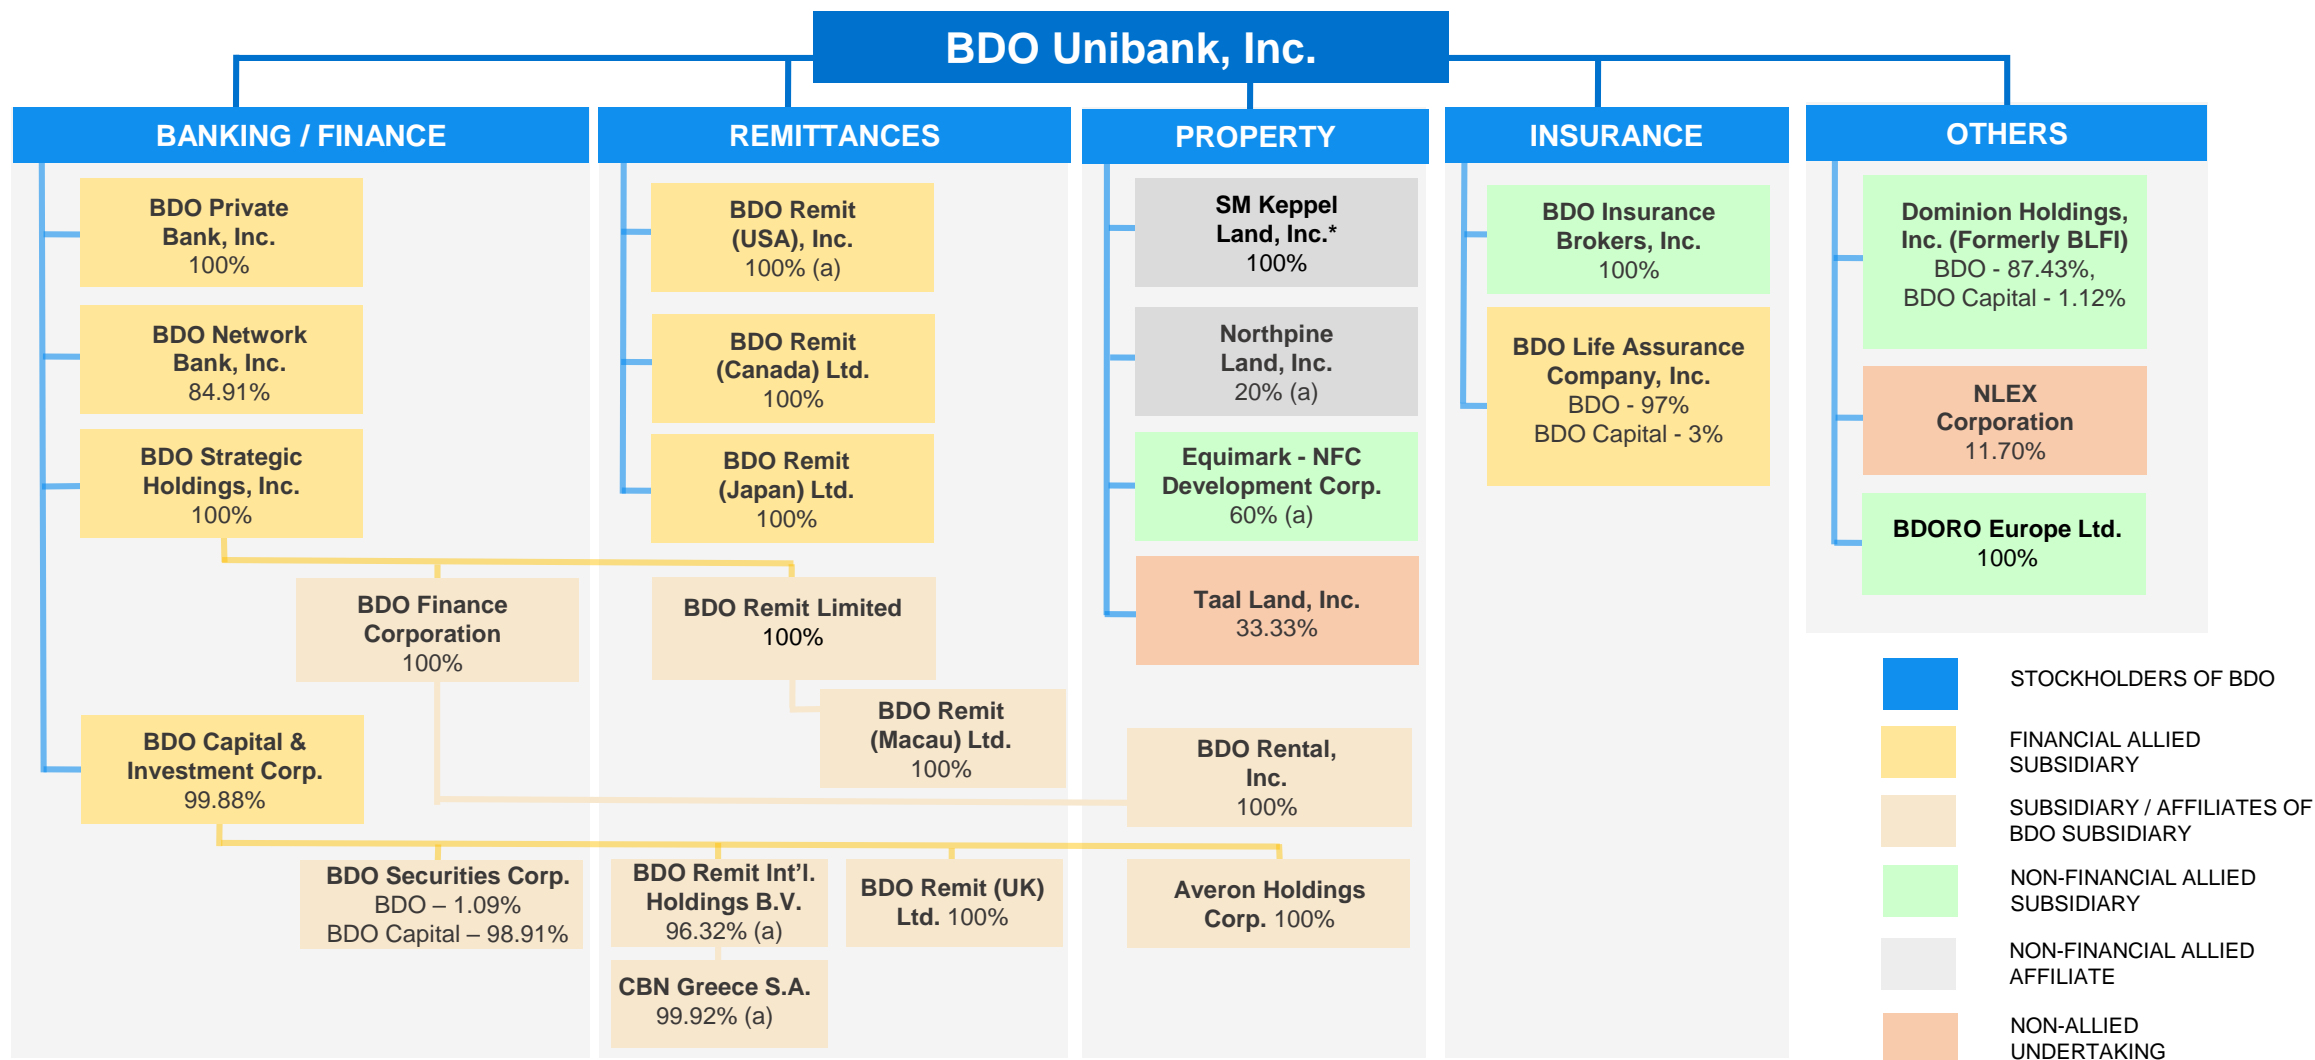 BDO Unibank, Inc.
BANKING / FINANCE
BDO Private
Bank, Inc.
100%
BDO Network
Bank, Inc.
84.91%
BDO Strategic
Holdings, Inc.
100%
BDO Finance
Corporation
100%
BDO Capital &
Investment Corp.
99.88%
BDO Securities Corp.
BDO – 1.09%
BDO Capital – 98.91%
REMITTANCES
BDO Remit
(USA), Inc.
100% (a)
BDO Remit
(Canada) Ltd.
100%
BDO Remit
(Japan) Ltd.
100%
BDO Remit Limited
100%
BDO Remit
(Macau) Ltd.
100%
BDO Remit Int’l.
Holdings B.V.
96.32% (a)
BDO Remit (UK)
Ltd. 100%
CBN Greece S.A.
99.92% (a)
PROPERTY
SM Keppel
Land, Inc.*
100%
Northpine
Land, Inc.
20% (a)
Equimark - NFC
Development Corp.
60% (a)
Taal Land, Inc.
33.33%
BDO Rental,
Inc.
100%
Averon Holdings
Corp. 100%
INSURANCE
BDO Insurance
Brokers, Inc.
100%
BDO Life Assurance
Company, Inc.
BDO - 97%
BDO Capital - 3%
OTHERS
Dominion Holdings,
Inc. (Formerly BLFI)
BDO - 87.43%,
BDO Capital - 1.12%
NLEX
Corporation
11.70%
BDORO Europe Ltd.
100%
STOCKHOLDERS OF BDO
FINANCIAL ALLIED
SUBSIDIARY
SUBSIDIARY / AFFILIATES OF
BDO SUBSIDIARY
NON-FINANCIAL ALLIED
SUBSIDIARY
NON-FINANCIAL ALLIED
AFFILIATE
NON-ALLIED
UNDERTAKING